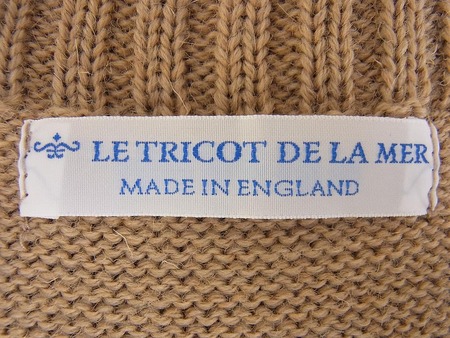 LE TRICOT DE LA MER
MADE IN ENGLAND